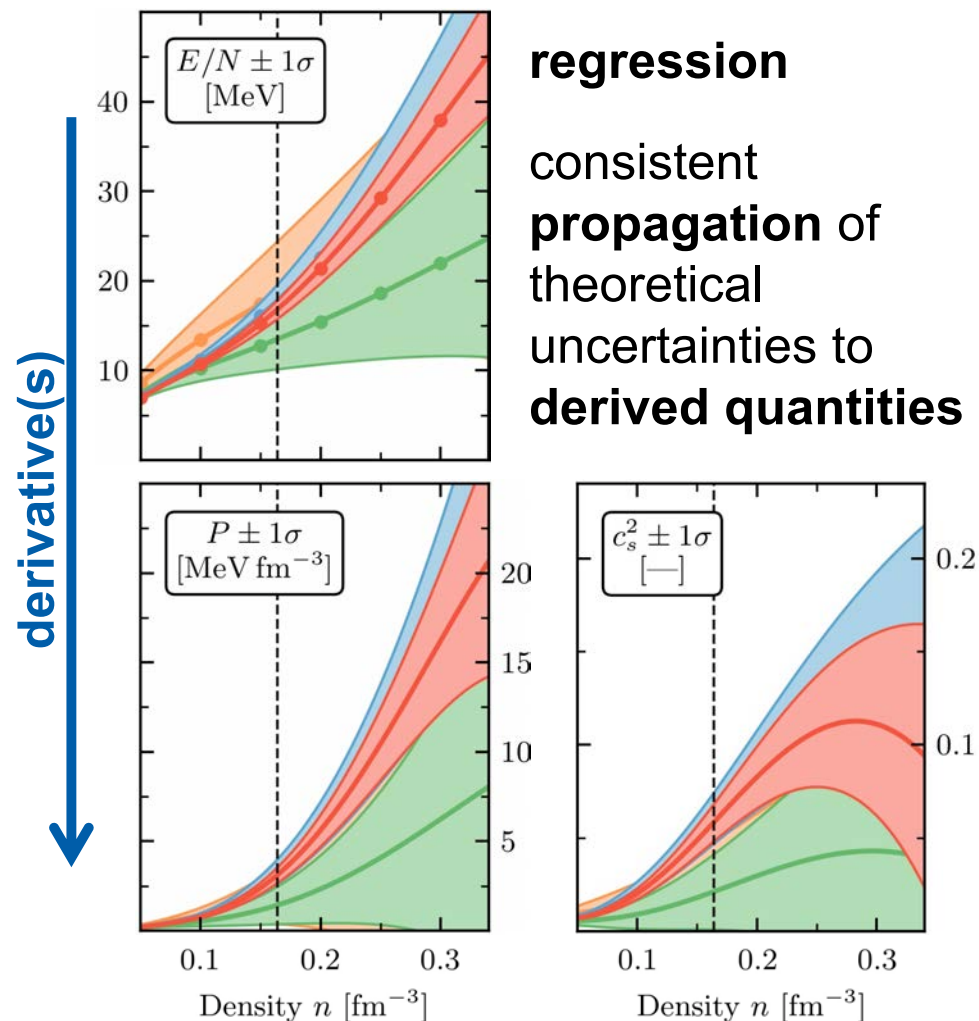 E/N ± 1σ
[MeV]
40
30
20
10
regression
consistent
propagation of
theoretical
uncertainties to
derived quantities
derivative(s)
P ± 1σ
[MeV fm⁻³]
20
15
10
5
0.1 0.2 0.3
Density n [fm⁻³]
c²ₛ ± 1σ
[—]
0.2
0.1
0.1 0.2 0.3
Density n [fm⁻³]